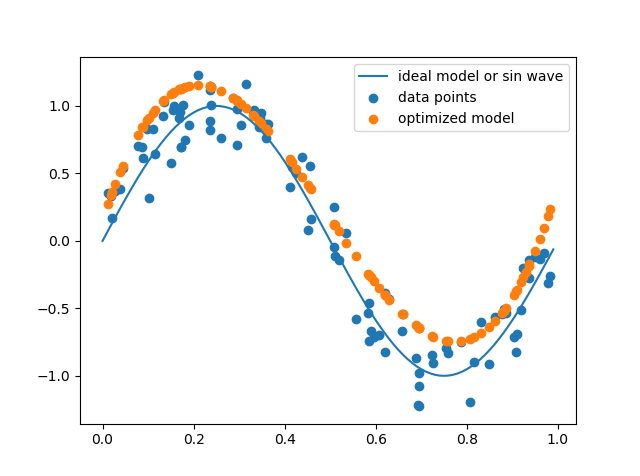 ideal model or sin wave
data points
optimized model
1.0
0.5
0.0
−0.5
−1.0
0.0 0.2 0.4 0.6 0.8 1.0